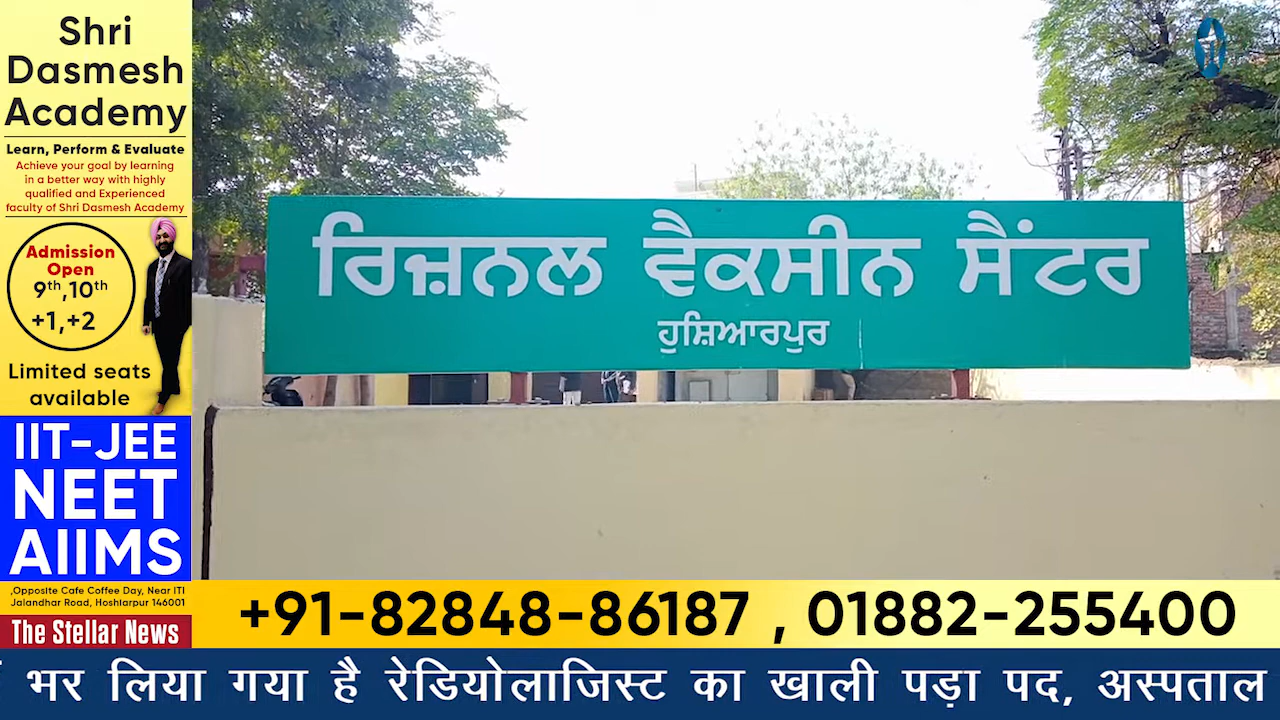 Shri
Dasmesh
Academy
Learn, Perform & Evaluate
Achieve your goal by learning
in a better way with highly
qualified and Experienced
faculty of Shri Dasmesh Academy
Admission
Open
9th,10th
+1,+2
Limited seats
available
IIT-JEE
NEET
AIIMS
,Opposite Cafe Coffee Day, Near ITI
Jalandhar Road, Hoshiarpur 146001
The Stellar News
ਰਿਜ਼ਨਲ ਵੈਕਸੀਨ ਸੈਂਟਰ
ਹੁਸ਼ਿਆਰਪੁਰ
+91-82848-86187 , 01882-255400
भर लिया गया है रेडियोलाजिस्ट का खाली पड़ा पद, अस्पताल